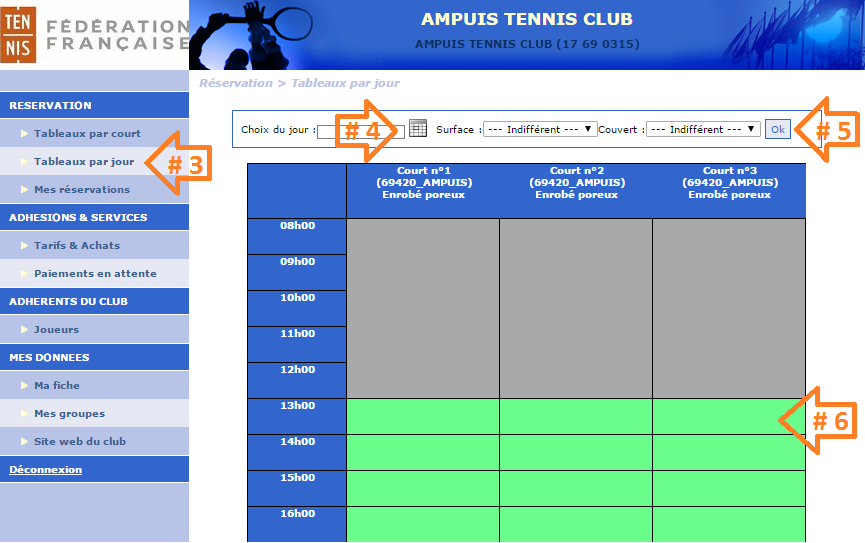 TEN
NIS
FÉDÉRATION
FRANÇAISE
AMPUIS TENNIS CLUB
AMPUIS TENNIS CLUB (17 69 0315)
Réservation > Tableaux par jour
RESERVATION
Tableaux par court
Tableaux par jour
# 3
Mes réservations
ADHESIONS & SERVICES
Tarifs & Achats
Paiements en attente
ADHERENTS DU CLUB
Joueurs
MES DONNEES
Ma fiche
Mes groupes
Site web du club
Déconnexion
Choix du jour : # 4 Surface : --- Indifférent --- Couvert : --- Indifférent --- Ok # 5
Court n°1
(69420_AMPUIS)
Enrobé poreux
Court n°2
(69420_AMPUIS)
Enrobé poreux
Court n°3
(69420_AMPUIS)
Enrobé poreux
08h00
09h00
10h00
11h00
12h00
13h00
# 6
14h00
15h00
16h00